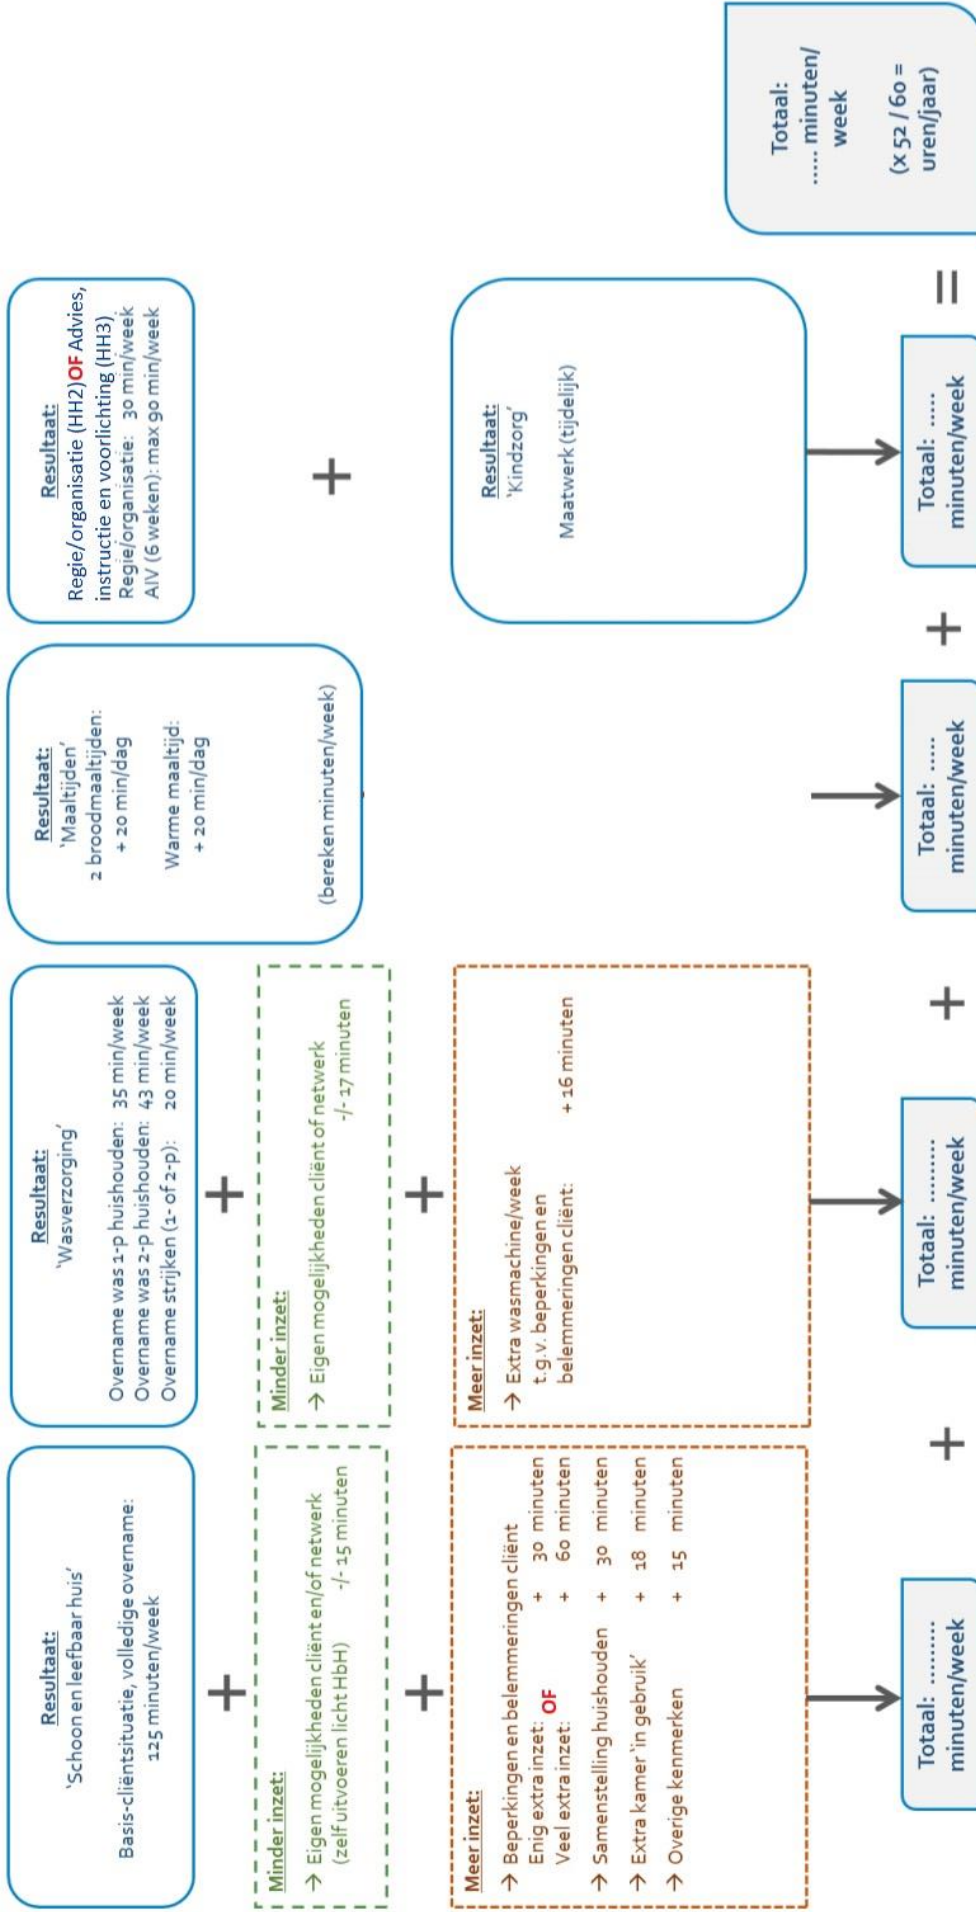 Resultaat:
'Schoon en leefbaar huis'
Basis-cliëntsituatie, volledige overname:
125 minuten/week
+
Minder inzet:
→ Eigen mogelijkheden cliënt en/of netwerk
(zelf uitvoeren licht HbH) -/- 15 minuten
+
Meer inzet:
→ Beperkingen en belemmeringen cliënt
Enig extra inzet: + 30 minuten
OF
Veel extra inzet: + 60 minuten
→ Samenstelling huishouden + 30 minuten
→ Extra kamer 'in gebruik' + 18 minuten
→ Overige kenmerken + 15 minuten
Totaal: .........
minuten/week
+
Resultaat:
'Wasverzorging'
Overname was 1-p huishouden: 35 min/week
Overname was 2-p huishouden: 43 min/week
Overname strijken (1- of 2-p): 20 min/week
+
Minder inzet:
→ Eigen mogelijkheden cliënt of netwerk
-/- 17 minuten
+
Meer inzet:
→ Extra wasmachine/week
t.g.v. beperkingen en
belemmeringen cliënt: + 16 minuten
Totaal: ..........
minuten/week
+
Resultaat:
'Maaltijden'
2 broodmaaltijden:
+ 20 min/dag
Warme maaltijd:
+ 20 min/dag
(bereken minuten/week)
Totaal: .....
minuten/week
+
Resultaat:
Regie/organisatie (HH2)OF Advies,
instructie en voorlichting (HH3)
Regie/organisatie: 30 min/week
AIV (6 weken): max 90 min/week
+
Resultaat:
'Kindzorg'
Maatwerk (tijdelijk)
Totaal: .....
minuten/week
=
Totaal:
..... minuten/
week
(x 52 / 60 =
uren/jaar)